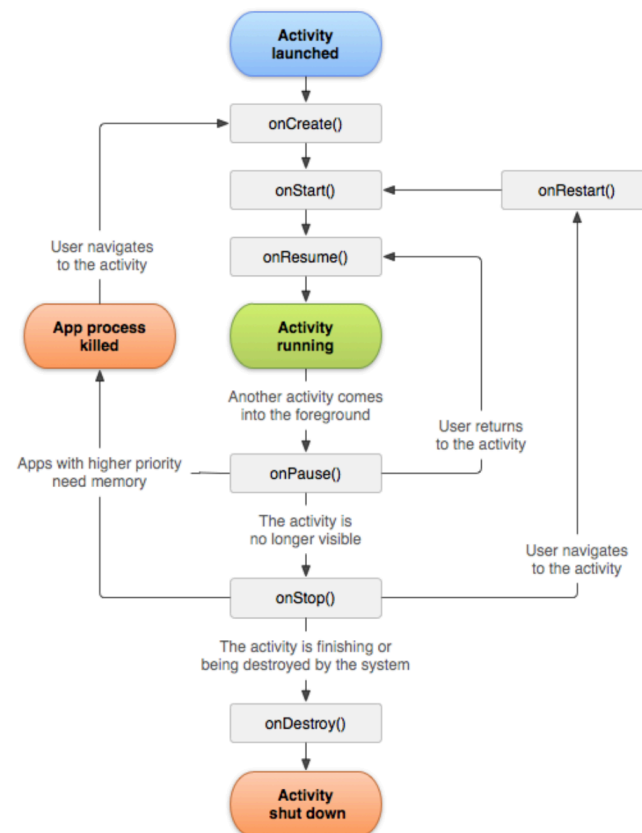 Activity
launched
onCreate()
onStart()
onRestart()
onResume()
User navigates
to the activity
App process
killed
Activity
running
Another activity comes
into the foreground
User returns
to the activity
Apps with higher priority
need memory
onPause()
The activity is
no longer visible
User navigates
to the activity
onStop()
The activity is finishing or
being destroyed by the system
onDestroy()
Activity
shut down